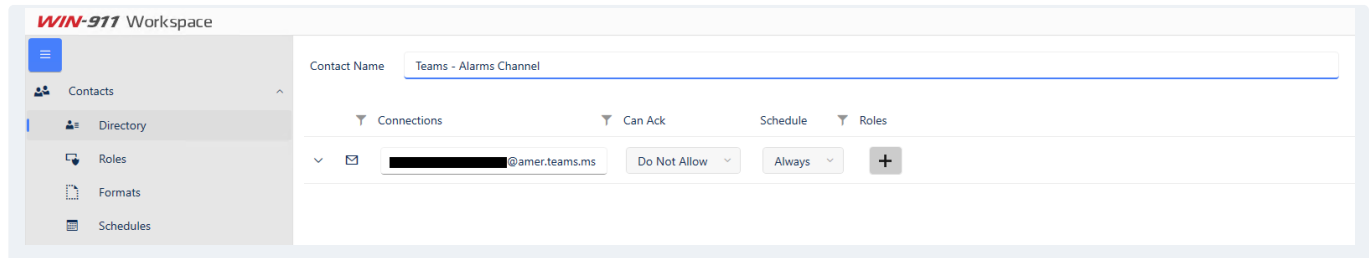 WIN-911 Workspace
Contact Name Teams - Alarms Channel
Contacts
Connections Can Ack Schedule Roles
Directory
Roles
@amer.teams.ms Do Not Allow Always +
Formats
Schedules